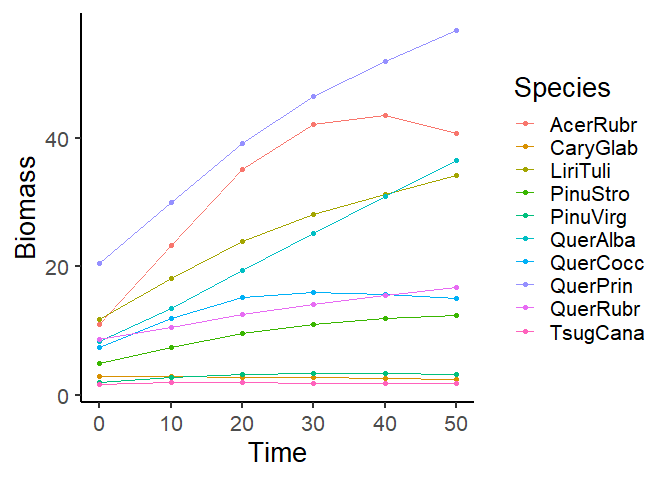 Biomass
40
20
0
0 10 20 30 40 50
Time
Species
AcerRubr
CaryGlab
LiriTuli
PinuStro
PinuVirg
QuerAlba
QuerCocc
QuerPrin
QuerRubr
TsugCana